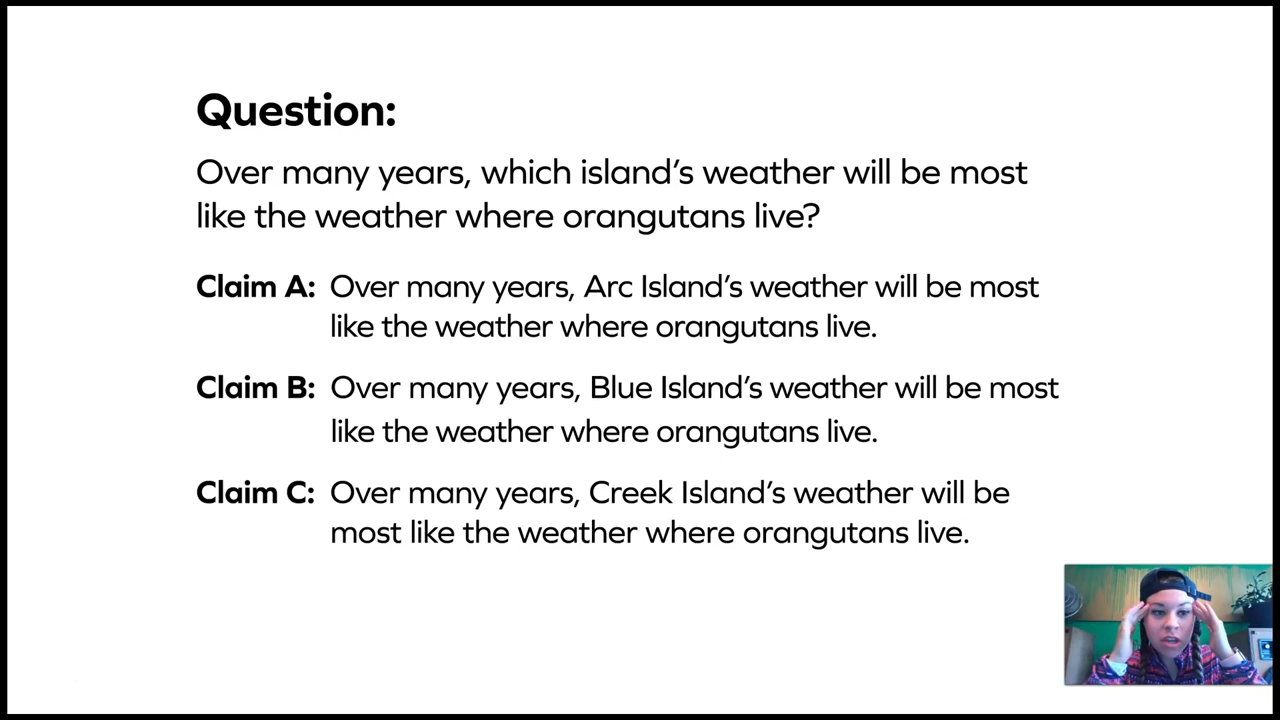 Question:
Over many years, which island’s weather will be most
like the weather where orangutans live?
Claim A: Over many years, Arc Island’s weather will be most
like the weather where orangutans live.
Claim B: Over many years, Blue Island’s weather will be most
like the weather where orangutans live.
Claim C: Over many years, Creek Island’s weather will be
most like the weather where orangutans live.